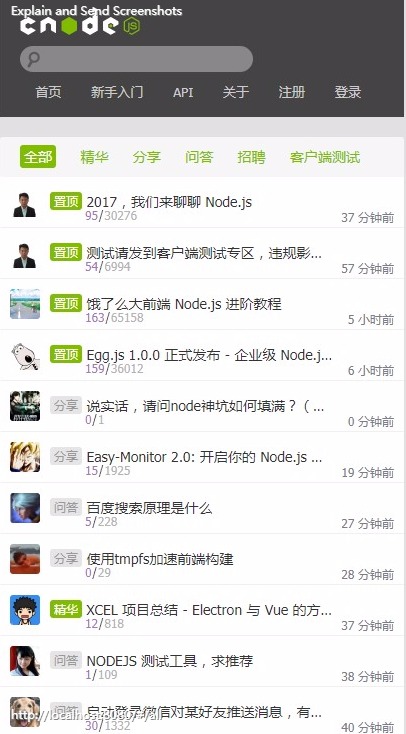 Explain and Send Screenshots
cnode JS
首页 新手入门 API 关于 注册 登录
全部 精华 分享 问答 招聘 客户端测试
置顶 2017，我们来聊聊 Node.js
95/30276 37 分钟前
置顶 测试请发到客户端测试专区，违规影...
54/6994 57 分钟前
置顶 饿了么大前端 Node.js 进阶教程
163/65158 5 小时前
置顶 Egg.js 1.0.0 正式发布 - 企业级 Node.j...
159/36012 6 小时前
分享 说实话，请问node神坑如何填满？（ ...
0/1 0 分钟前
分享 Easy-Monitor 2.0: 开启你的 Node.js ...
15/1925 19 分钟前
问答 百度搜索原理是什么
5/228 27 分钟前
分享 使用tmpfs加速前端构建
0/29 28 分钟前
精华 XCEL 项目总结 - Electron 与 Vue 的方...
12/818 37 分钟前
问答 NODEJS 测试工具，求推荐
1/109 38 分钟前
问答 自动登录微信对某好友推送消息，有...
30/1332 40 分钟前